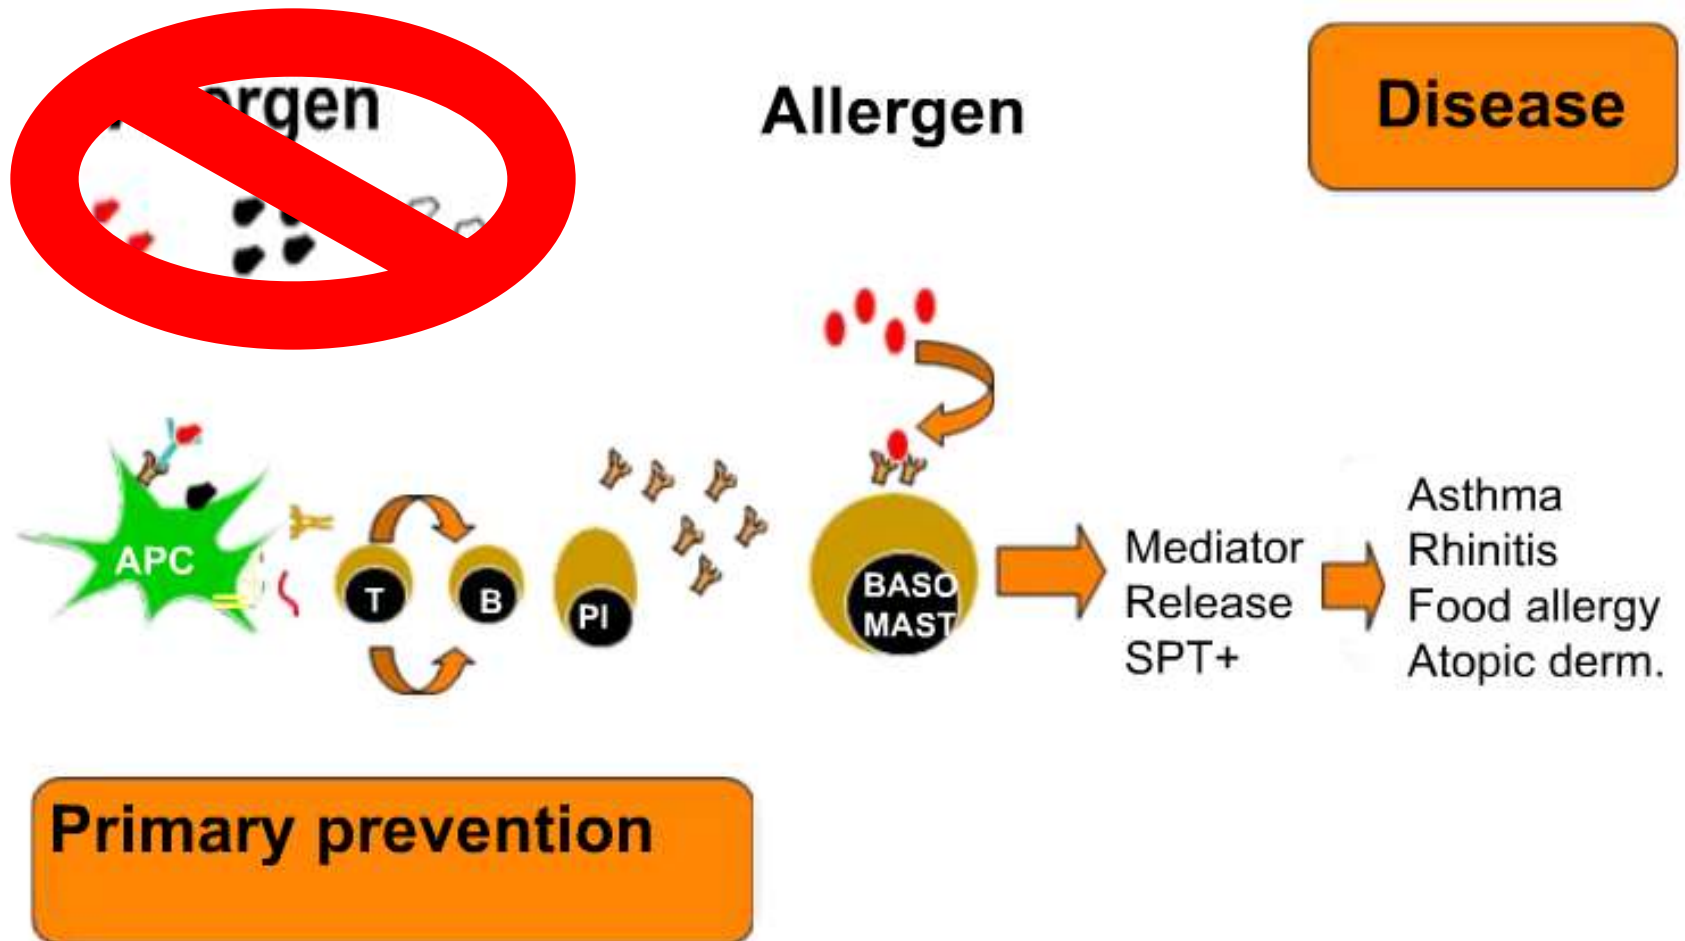 Allergen
Disease
APC
T
B
PI
BASO
MAST
Mediator
Release
SPT+
Asthma
Rhinitis
Food allergy
Atopic derm.
Primary prevention